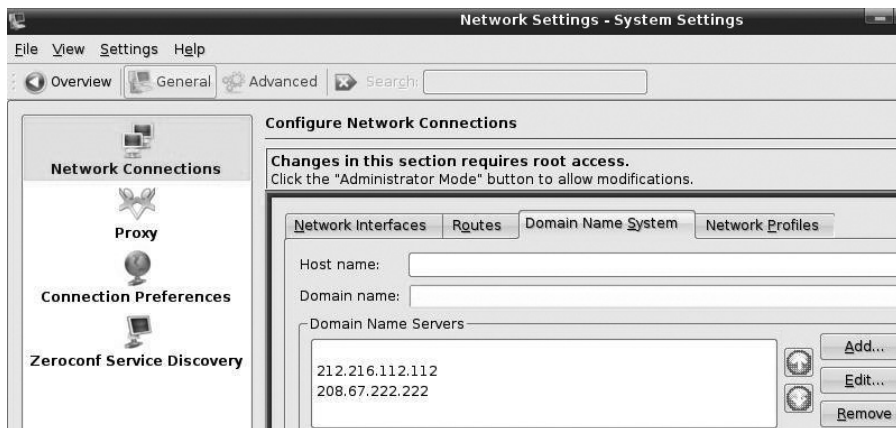 Network Settings - System Settings
File View Settings Help
Overview General Advanced Search:
Network Connections
Proxy
Connection Preferences
Zeroconf Service Discovery
Configure Network Connections
Changes in this section requires root access.
Click the "Administrator Mode" button to allow modifications.
Network Interfaces Routes Domain Name System Network Profiles
Host name:
Domain name:
Domain Name Servers
212.216.112.112
208.67.222.222
Add...
Edit...
Remove